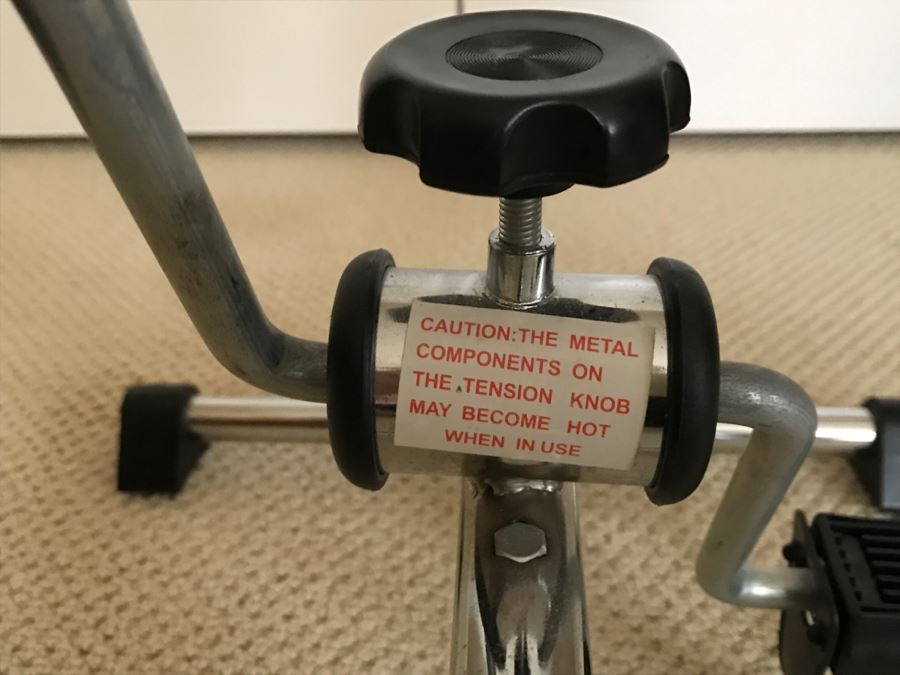 CAUTION:THE METAL
COMPONENTS ON
THE TENSION KNOB
MAY BECOME HOT
WHEN IN USE